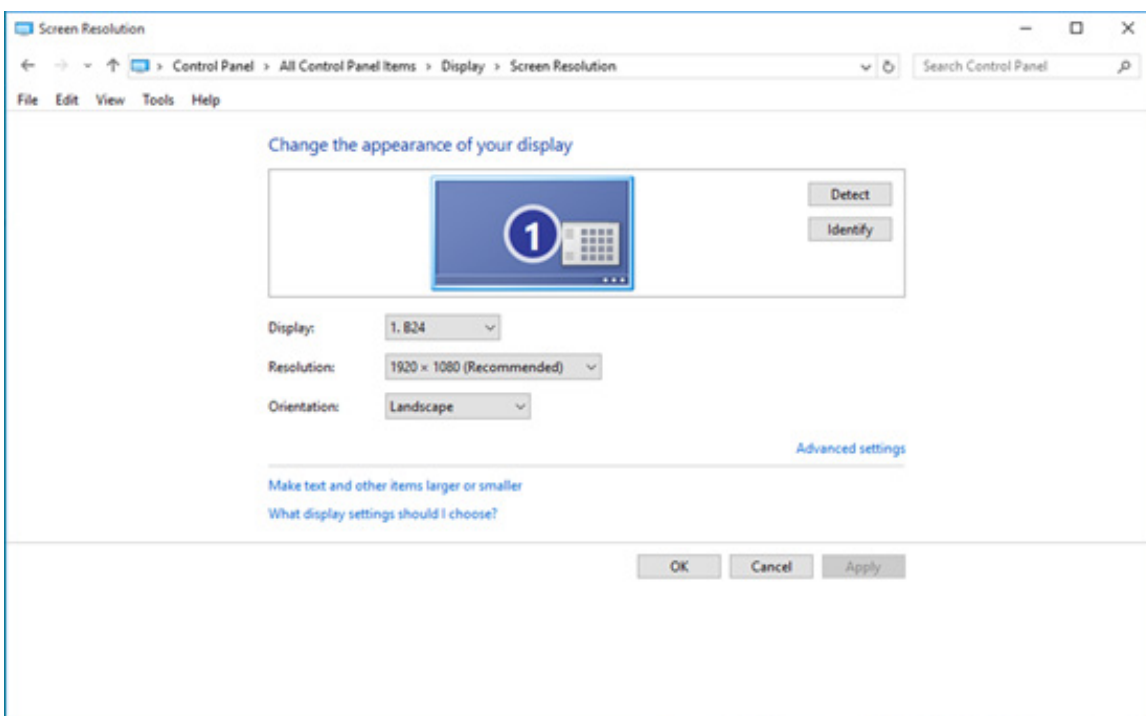 Screen Resolution
Control Panel > All Control Panel Items > Display > Screen Resolution
Search Control Panel
File Edit View Tools Help
Change the appearance of your display
1
Detect
Identify
Display: 1. B24
Resolution: 1920 × 1080 (Recommended)
Orientation: Landscape
Advanced settings
Make text and other items larger or smaller
What display settings should I choose?
OK Cancel Apply